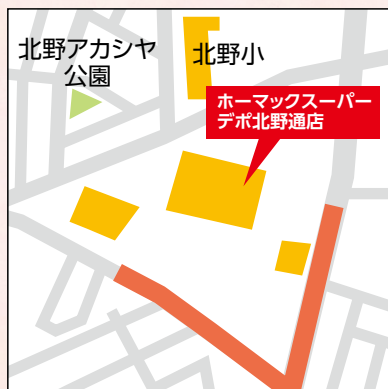 北野アカシヤ
公園
北野小
ホーマックスーパー
デポ北野通店